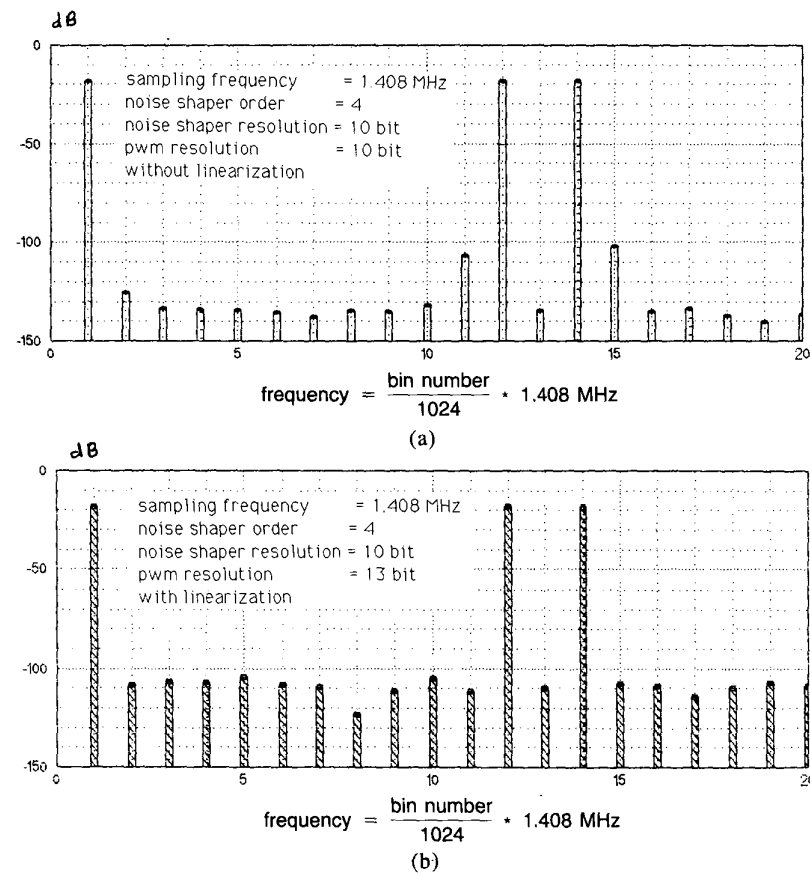 dB
0
sampling frequency = 1.408 MHz
noise shaper order = 4
noise shaper resolution = 10 bit
pwm resolution = 10 bit
without linearization
-50
-100
-150
0 5 10 15 20
frequency = bin number / 1024 * 1.408 MHz
(a)
dB
0
sampling frequency = 1.408 MHz
noise shaper order = 4
noise shaper resolution = 10 bit
pwm resolution = 13 bit
with linearization
-50
-100
-150
0 5 10 15 20
frequency = bin number / 1024 * 1.408 MHz
(b)